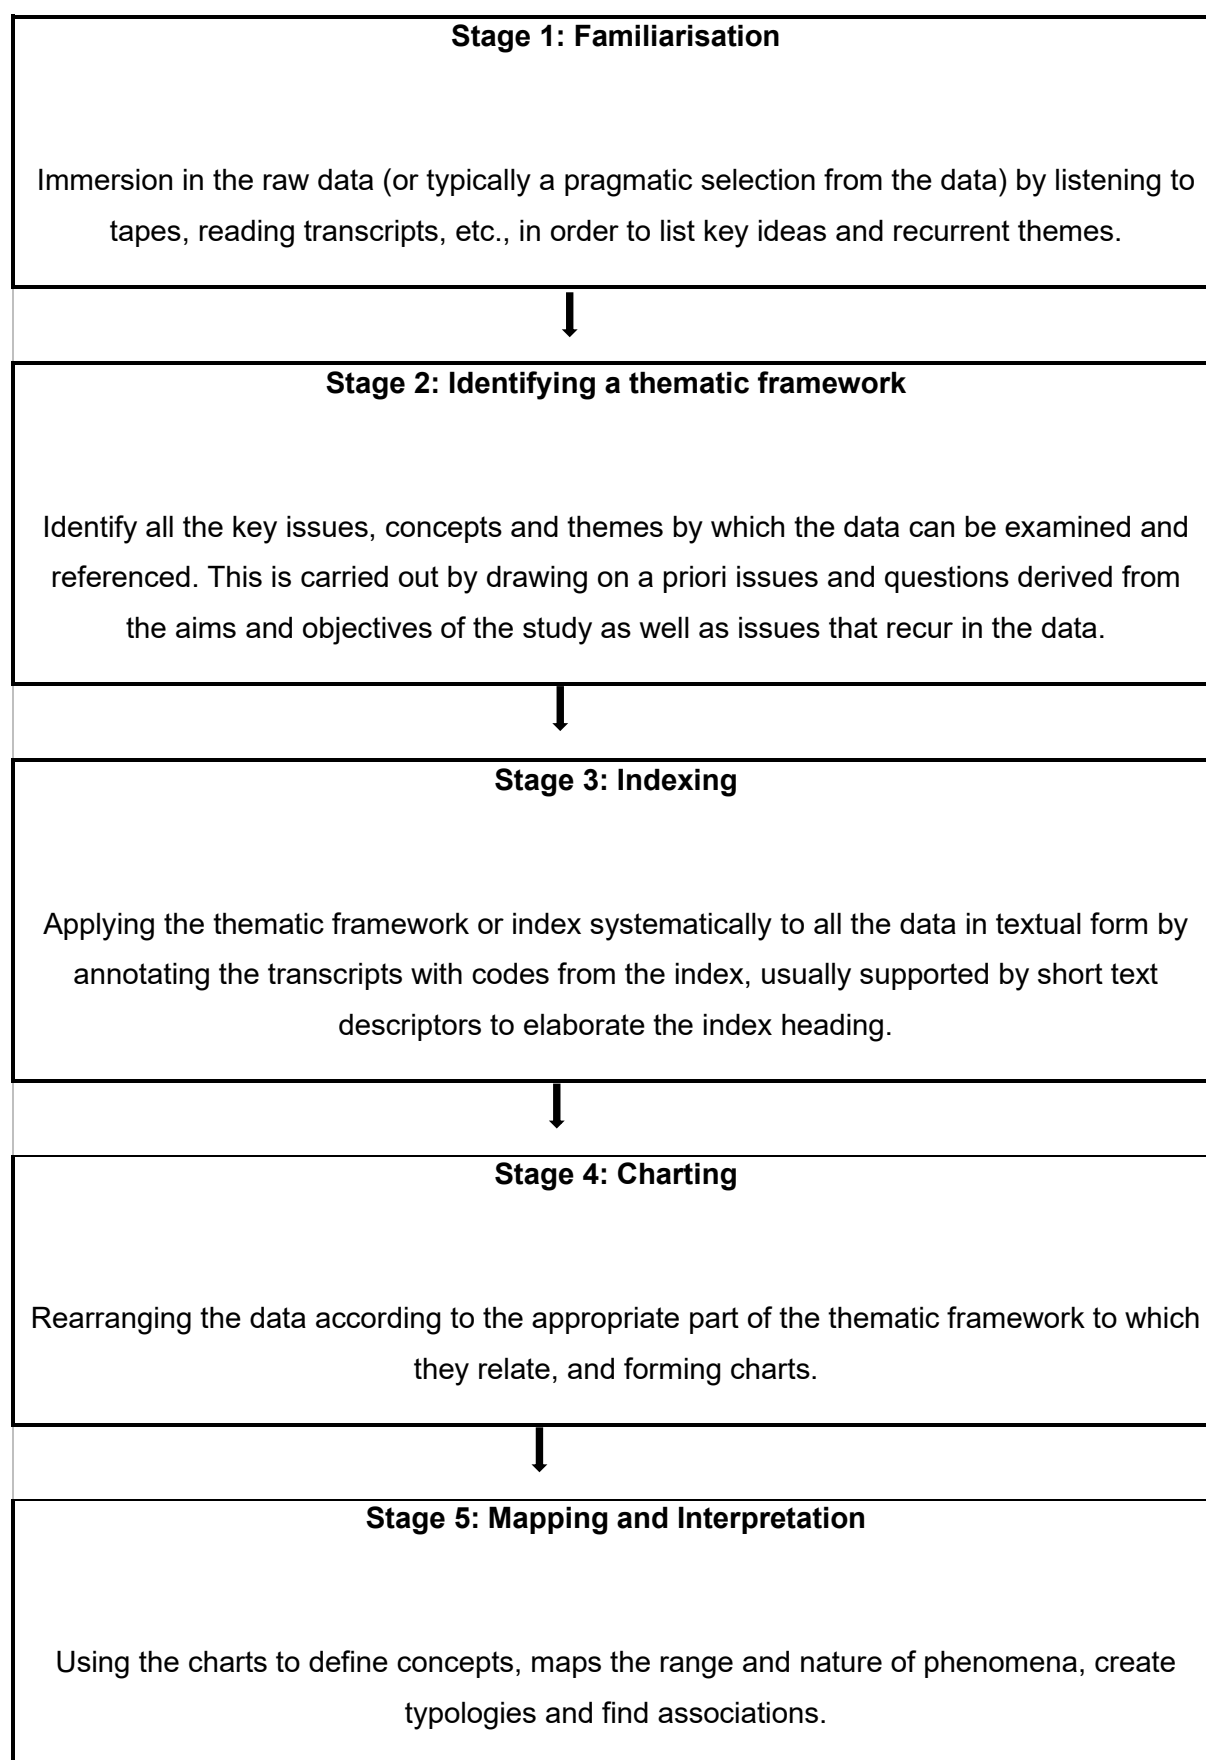 Stage 1: Familiarisation
Immersion in the raw data (or typically a pragmatic selection from the data) by listening to
tapes, reading transcripts, etc., in order to list key ideas and recurrent themes.
Stage 2: Identifying a thematic framework
Identify all the key issues, concepts and themes by which the data can be examined and
referenced. This is carried out by drawing on a priori issues and questions derived from
the aims and objectives of the study as well as issues that recur in the data.
Stage 3: Indexing
Applying the thematic framework or index systematically to all the data in textual form by
annotating the transcripts with codes from the index, usually supported by short text
descriptors to elaborate the index heading.
Stage 4: Charting
Rearranging the data according to the appropriate part of the thematic framework to which
they relate, and forming charts.
Stage 5: Mapping and Interpretation
Using the charts to define concepts, maps the range and nature of phenomena, create
typologies and find associations.